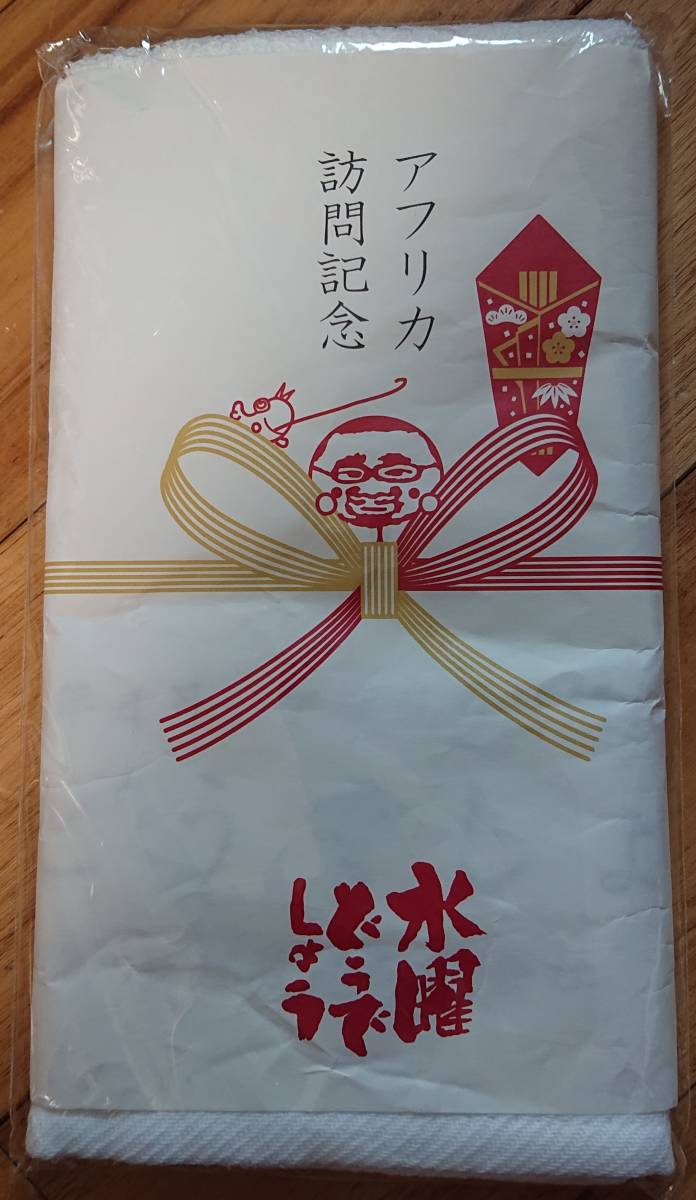 アフリカ
訪問記念
水曜
どうで
しょう